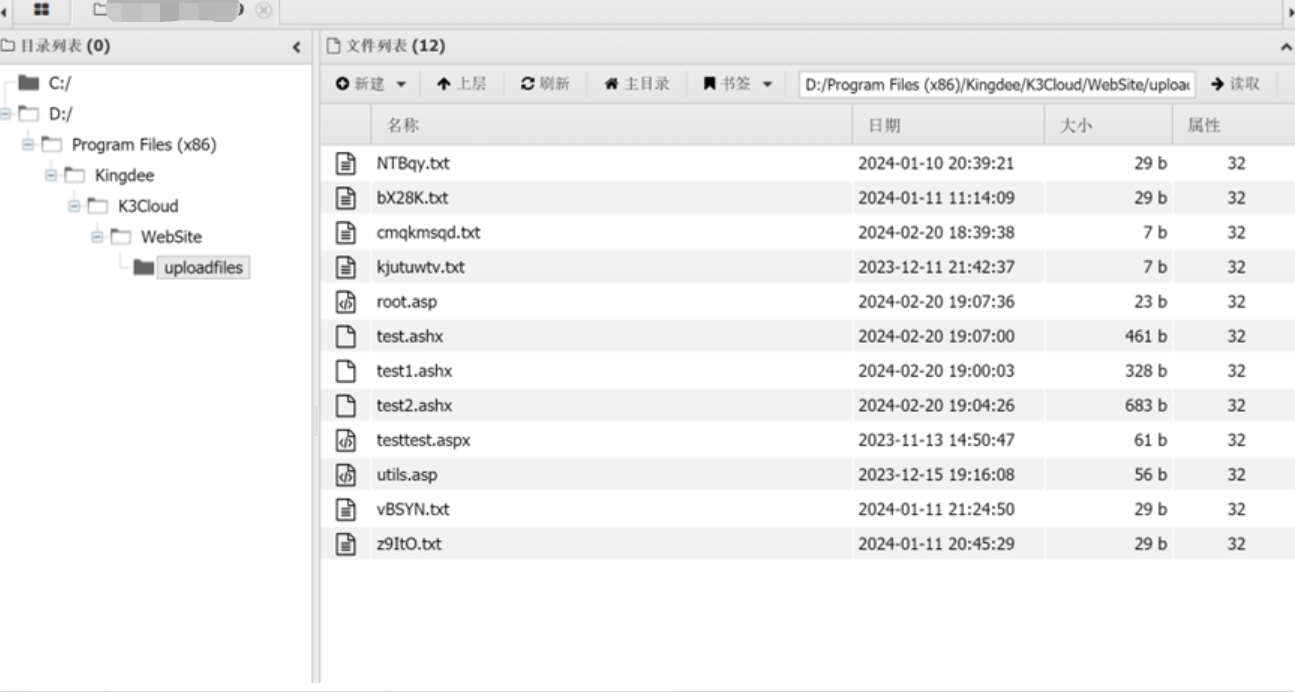 目录列表 (0)
C:/
D:/
Program Files (x86)
Kingdee
K3Cloud
WebSite
uploadfiles
文件列表 (12)
新建 上层 刷新 主目录 书签 D:/Program Files (x86)/Kingdee/K3Cloud/WebSite/uploa 读取
名称 日期 大小 属性
NTBqy.txt 2024-01-10 20:39:21 29 b 32
bX28K.txt 2024-01-11 11:14:09 29 b 32
cmqkmsqd.txt 2024-02-20 18:39:38 7 b 32
kjutuwtv.txt 2023-12-11 21:42:37 7 b 32
root.asp 2024-02-20 19:07:36 23 b 32
test.ashx 2024-02-20 19:07:00 461 b 32
test1.ashx 2024-02-20 19:00:03 328 b 32
test2.ashx 2024-02-20 19:04:26 683 b 32
testtest.aspx 2023-11-13 14:50:47 61 b 32
utils.asp 2023-12-15 19:16:08 56 b 32
vBSYN.txt 2024-01-11 21:24:50 29 b 32
z9ItO.txt 2024-01-11 20:45:29 29 b 32